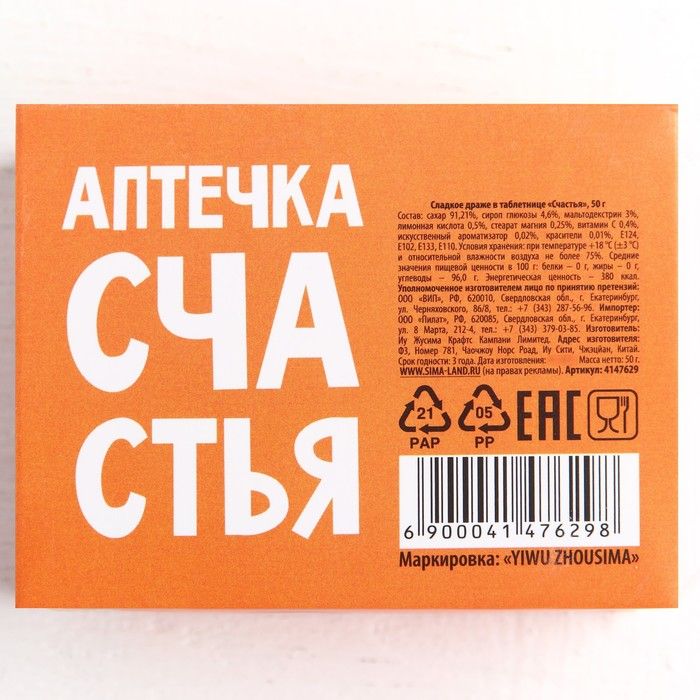 АПТЕЧКА
СЧА
СТЬЯ
Сладкое драже в таблетнице «Счастья», 50 г
Состав: сахар 91,21%, сироп глюкозы 4,6%, мальтодекстрин 3%,
лимонная кислота 0,5%, стеарат магния 0,25%, витамин С 0,4%,
искусственный ароматизатор 0,02%, красители 0,01%, Е124,
Е102, Е133, Е110. Условия хранения: при температуре +18 °С (±3 °С)
и относительной влажности воздуха не более 75%. Средние
значения пищевой ценности в 100 г: белки – 0 г, жиры – 0 г,
углеводы – 96,0 г. Энергетическая ценность – 380 ккал.
Уполномоченное изготовителем лицо по принятию претензий:
ООО «ВИП», РФ, 620010, Свердловская обл., г. Екатеринбург,
ул. Черняховского, 86/8, тел.: +7 (343) 287-56-96. Импортер:
ООО «Пилат», РФ, 620085, Свердловская обл., г. Екатеринбург,
ул. 8 Марта, 212-4, тел.: +7 (343) 379-03-85. Изготовитель:
Иу Жусима Крафтс Кампани Лимитед. Адрес изготовителя:
Ф3, Номер 781, Чаочжоу Норс Роад, Иу Сити, Чжэцзян, Китай.
Срок годности: 3 года. Дата изготовления: Масса нетто: 50 г.
WWW.SIMA-LAND.RU (на правах рекламы). Артикул: 4147629
21 05 EAC
PAP PP
6 900041 476298
Маркировка: «YIWU ZHOUSIMA»